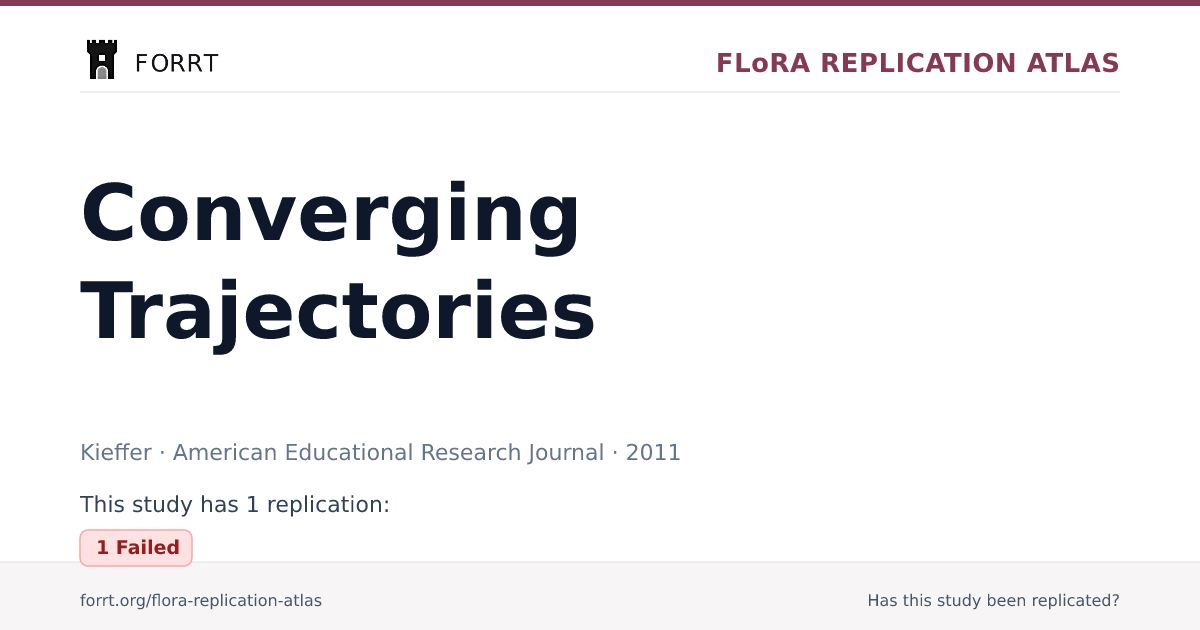 FORRT
FLoRA REPLICATION ATLAS
Converging
Trajectories
Kieffer · American Educational Research Journal · 2011
This study has 1 replication:
1 Failed
forrt.org/flora-replication-atlas
Has this study been replicated?